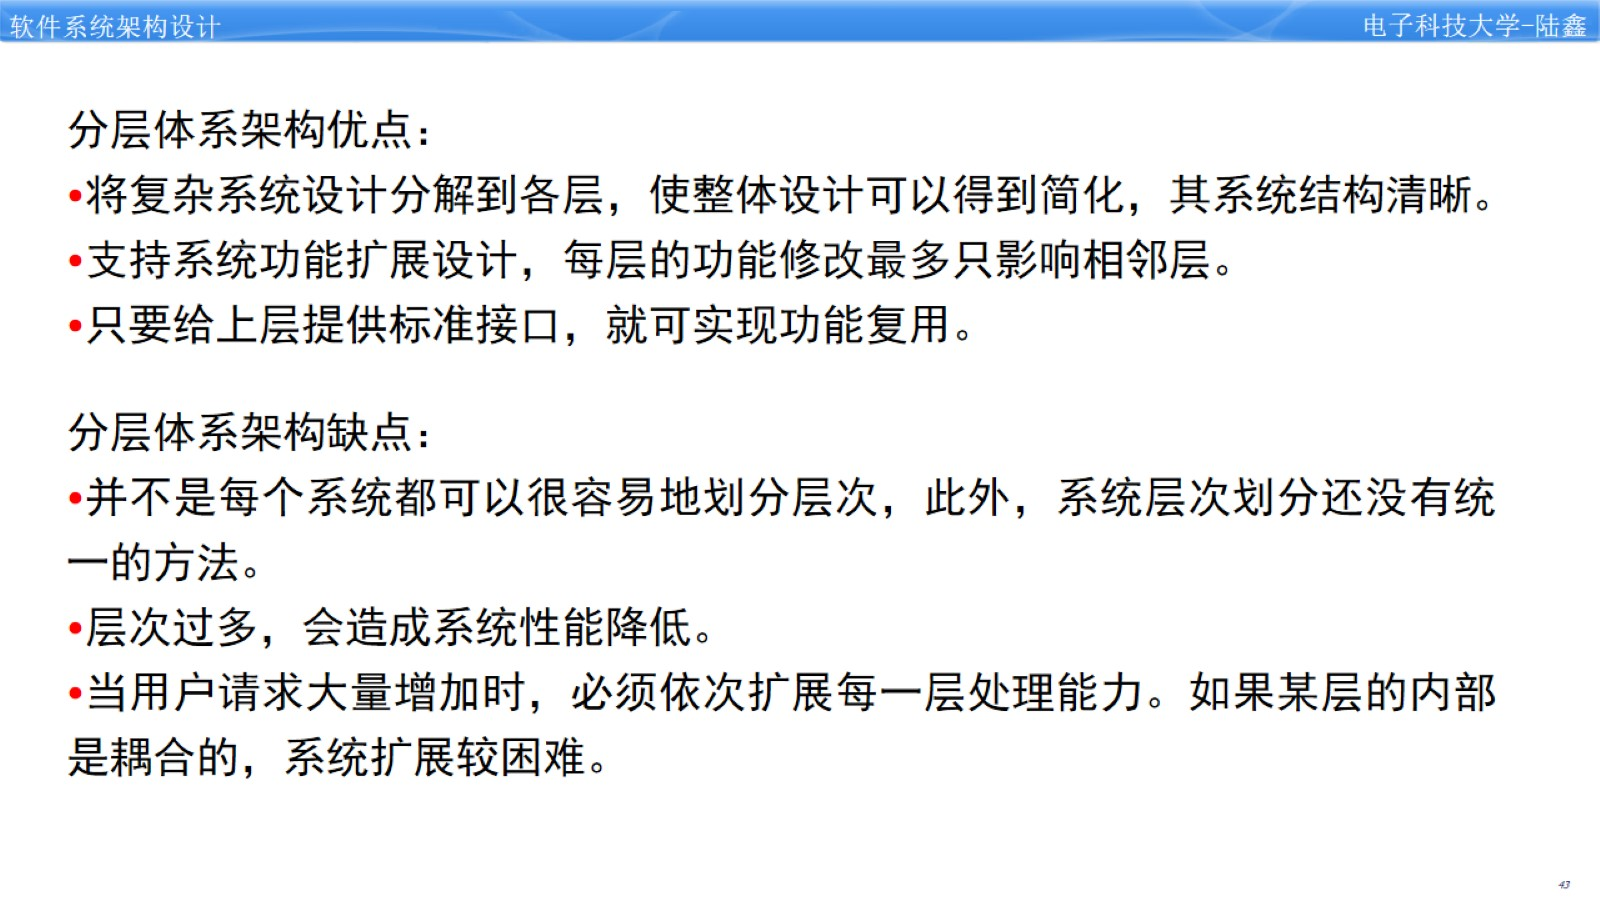 软件系统架构设计
电子科技大学-陆鑫
分层体系架构优点：
•将复杂系统设计分解到各层，使整体设计可以得到简化，其系统结构清晰。
•支持系统功能扩展设计，每层的功能修改最多只影响相邻层。
•只要给上层提供标准接口，就可实现功能复用。
分层体系架构缺点：
•并不是每个系统都可以很容易地划分层次，此外，系统层次划分还没有统
一的方法。
•层次过多，会造成系统性能降低。
•当用户请求大量增加时，必须依次扩展每一层处理能力。如果某层的内部
是耦合的，系统扩展较困难。
43